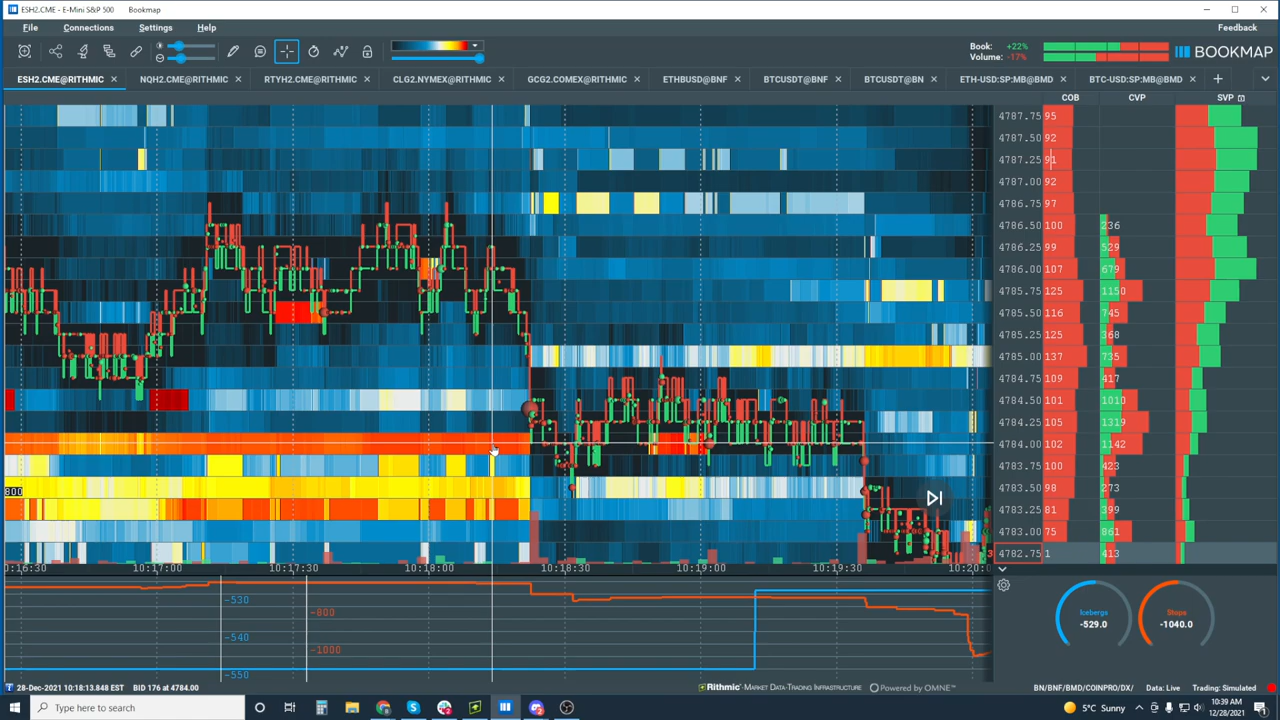 ESH2.CME - E-Mini S&P 500 Bookmap
File Connections Settings Help Feedback
Book: +22%
Volume: -17%
BOOKMAP
ESH2.CME@RITHMIC NQH2.CME@RITHMIC RTYH2.CME@RITHMIC CLG2.NYMEX@RITHMIC GCG2.COMEX@RITHMIC ETHBUSD@BNF BTCUSDT@BNF BTCUSDT@BN ETH-USD:SP:MB@BMD BTC-USD:SP:MB@BMD
COB CVP SVP
4787.75 95
4787.50 92
4787.25 91
4787.00 92
4786.75 97
4786.50 100 236
4786.25 99 529
4786.00 107 679
4785.75 125 1150
4785.50 116 745
4785.25 125 368
4785.00 137 735
4784.75 109 417
4784.50 101 1010
4784.25 105 1319
4784.00 102 1142
4783.75 100 423
4783.50 98 273
4783.25 81 399
4783.00 75 861
4782.75 1 413
800
0:16:30 10:17:00 10:17:30 10:18:00 10:18:30 10:19:00 10:19:30 10:20:0
-530
-540
-550
-800
-1000
Icebergs
-529.0
Stops
-1040.0
28-Dec-2021 10:18:13.848 EST BID 176 at 4784.00
Rithmic-MARKET DATA-TRADING INFRASTRUCTURE Powered by OMNE™
BN/BNF/BMD/COINPRO/DX/ Data: Live Trading: Simulated
Type here to search
5°C Sunny
10:39 AM
12/28/2021